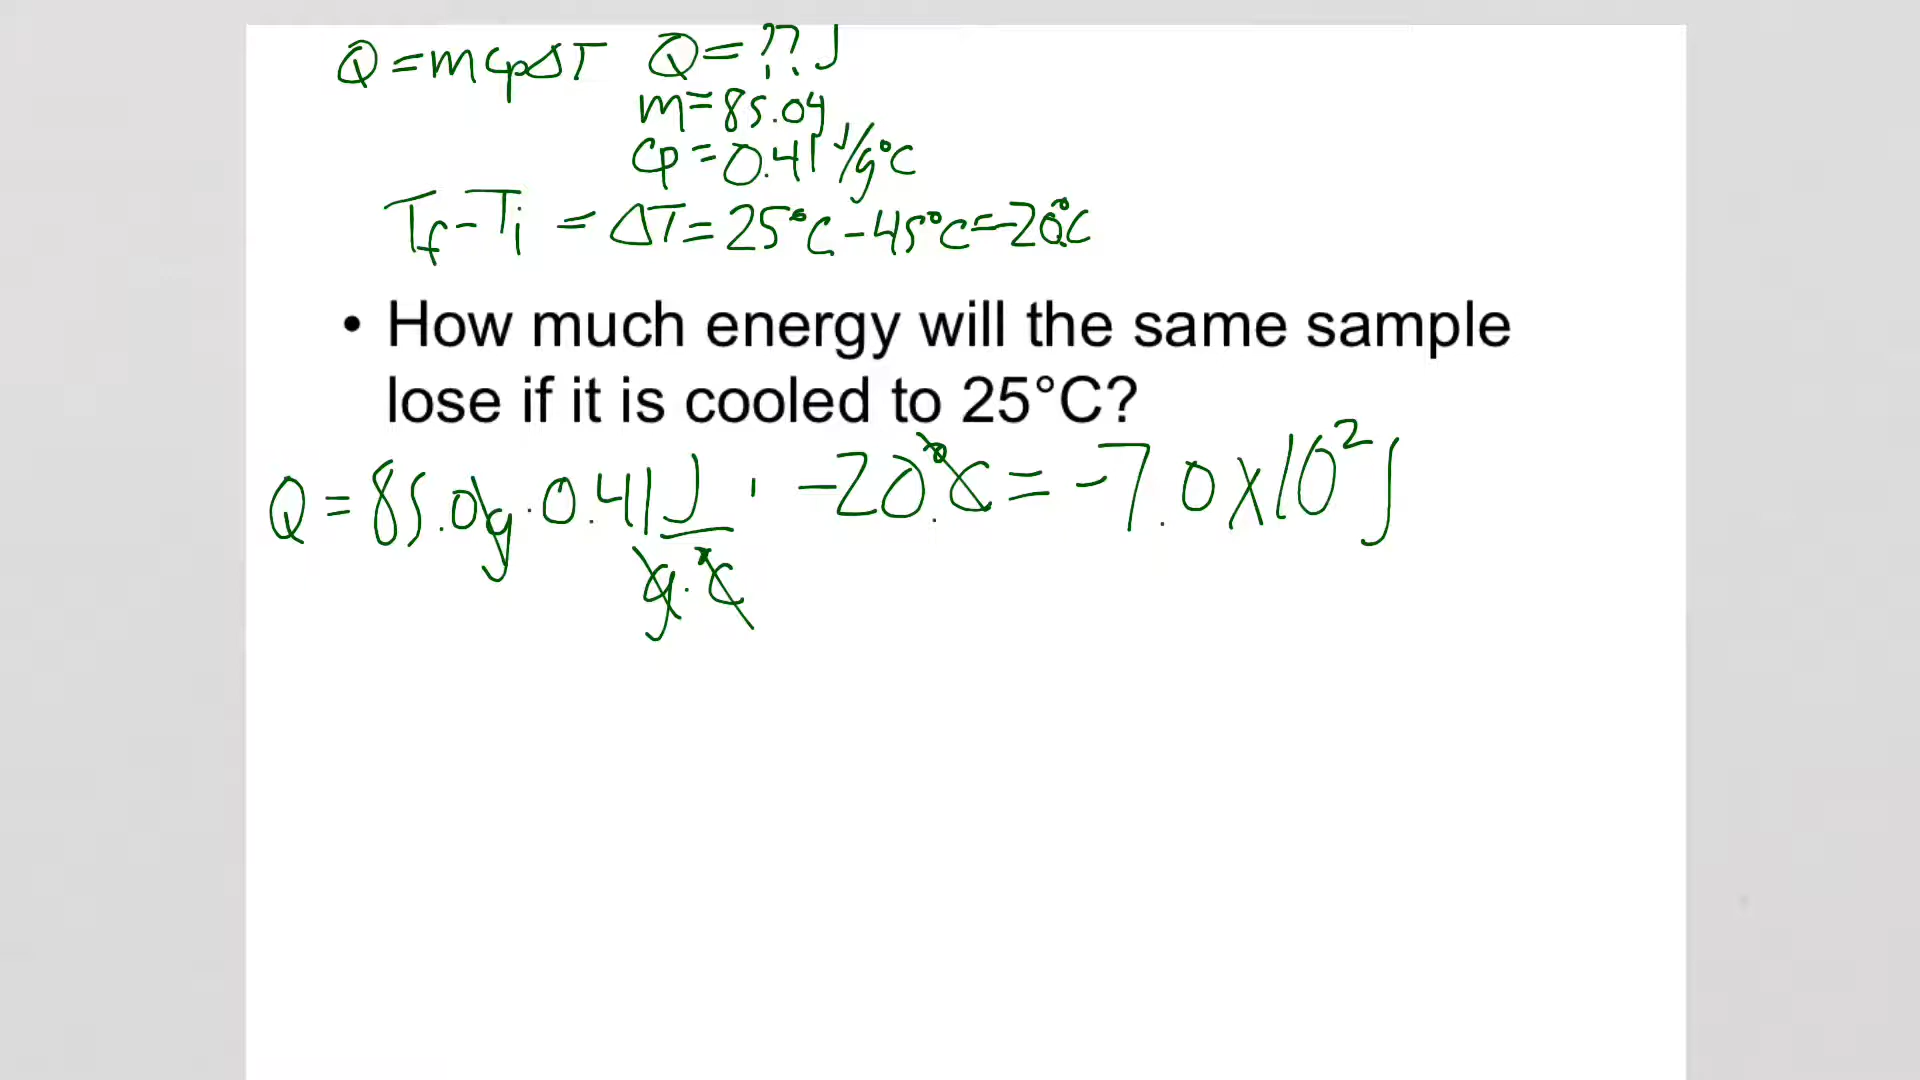 Q = mCpΔT Q = ?? J
m = 85.0g
Cp = 0.41 J/g°C
Tf - Ti = ΔT = 25°C - 45°C = -20.°C
• How much energy will the same sample
lose if it is cooled to 25°C?
Q = 85.0g · 0.41 J/g·°C · -20.°C = -7.0 x 10² J